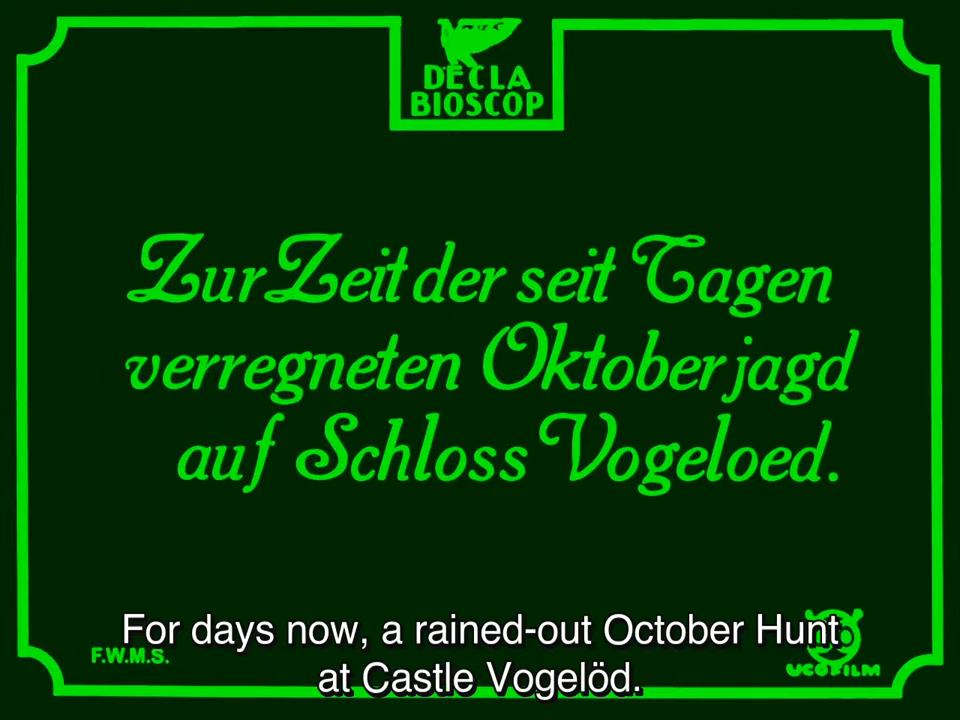 DECLA
BIOSCOP
Zur Zeit der seit Tagen
verregneten Oktoberjagd
auf Schloss Vogeloed.
For days now, a rained-out October Hunt
at Castle Vogelöd.
F.W.M.S.
UCOFILM